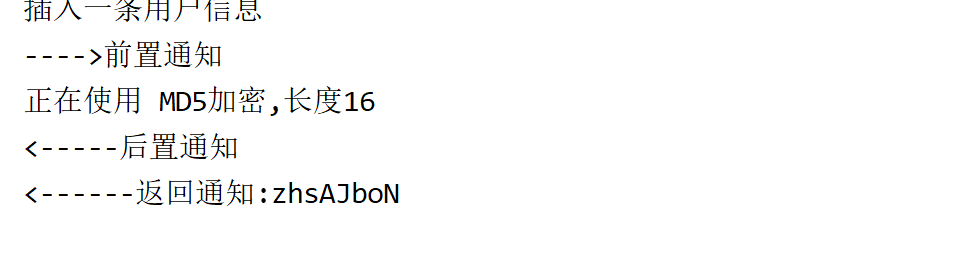 插入一条用户信息
---->前置通知
正在使用 MD5加密,长度16
<-----后置通知
<------返回通知:zhsAJboN